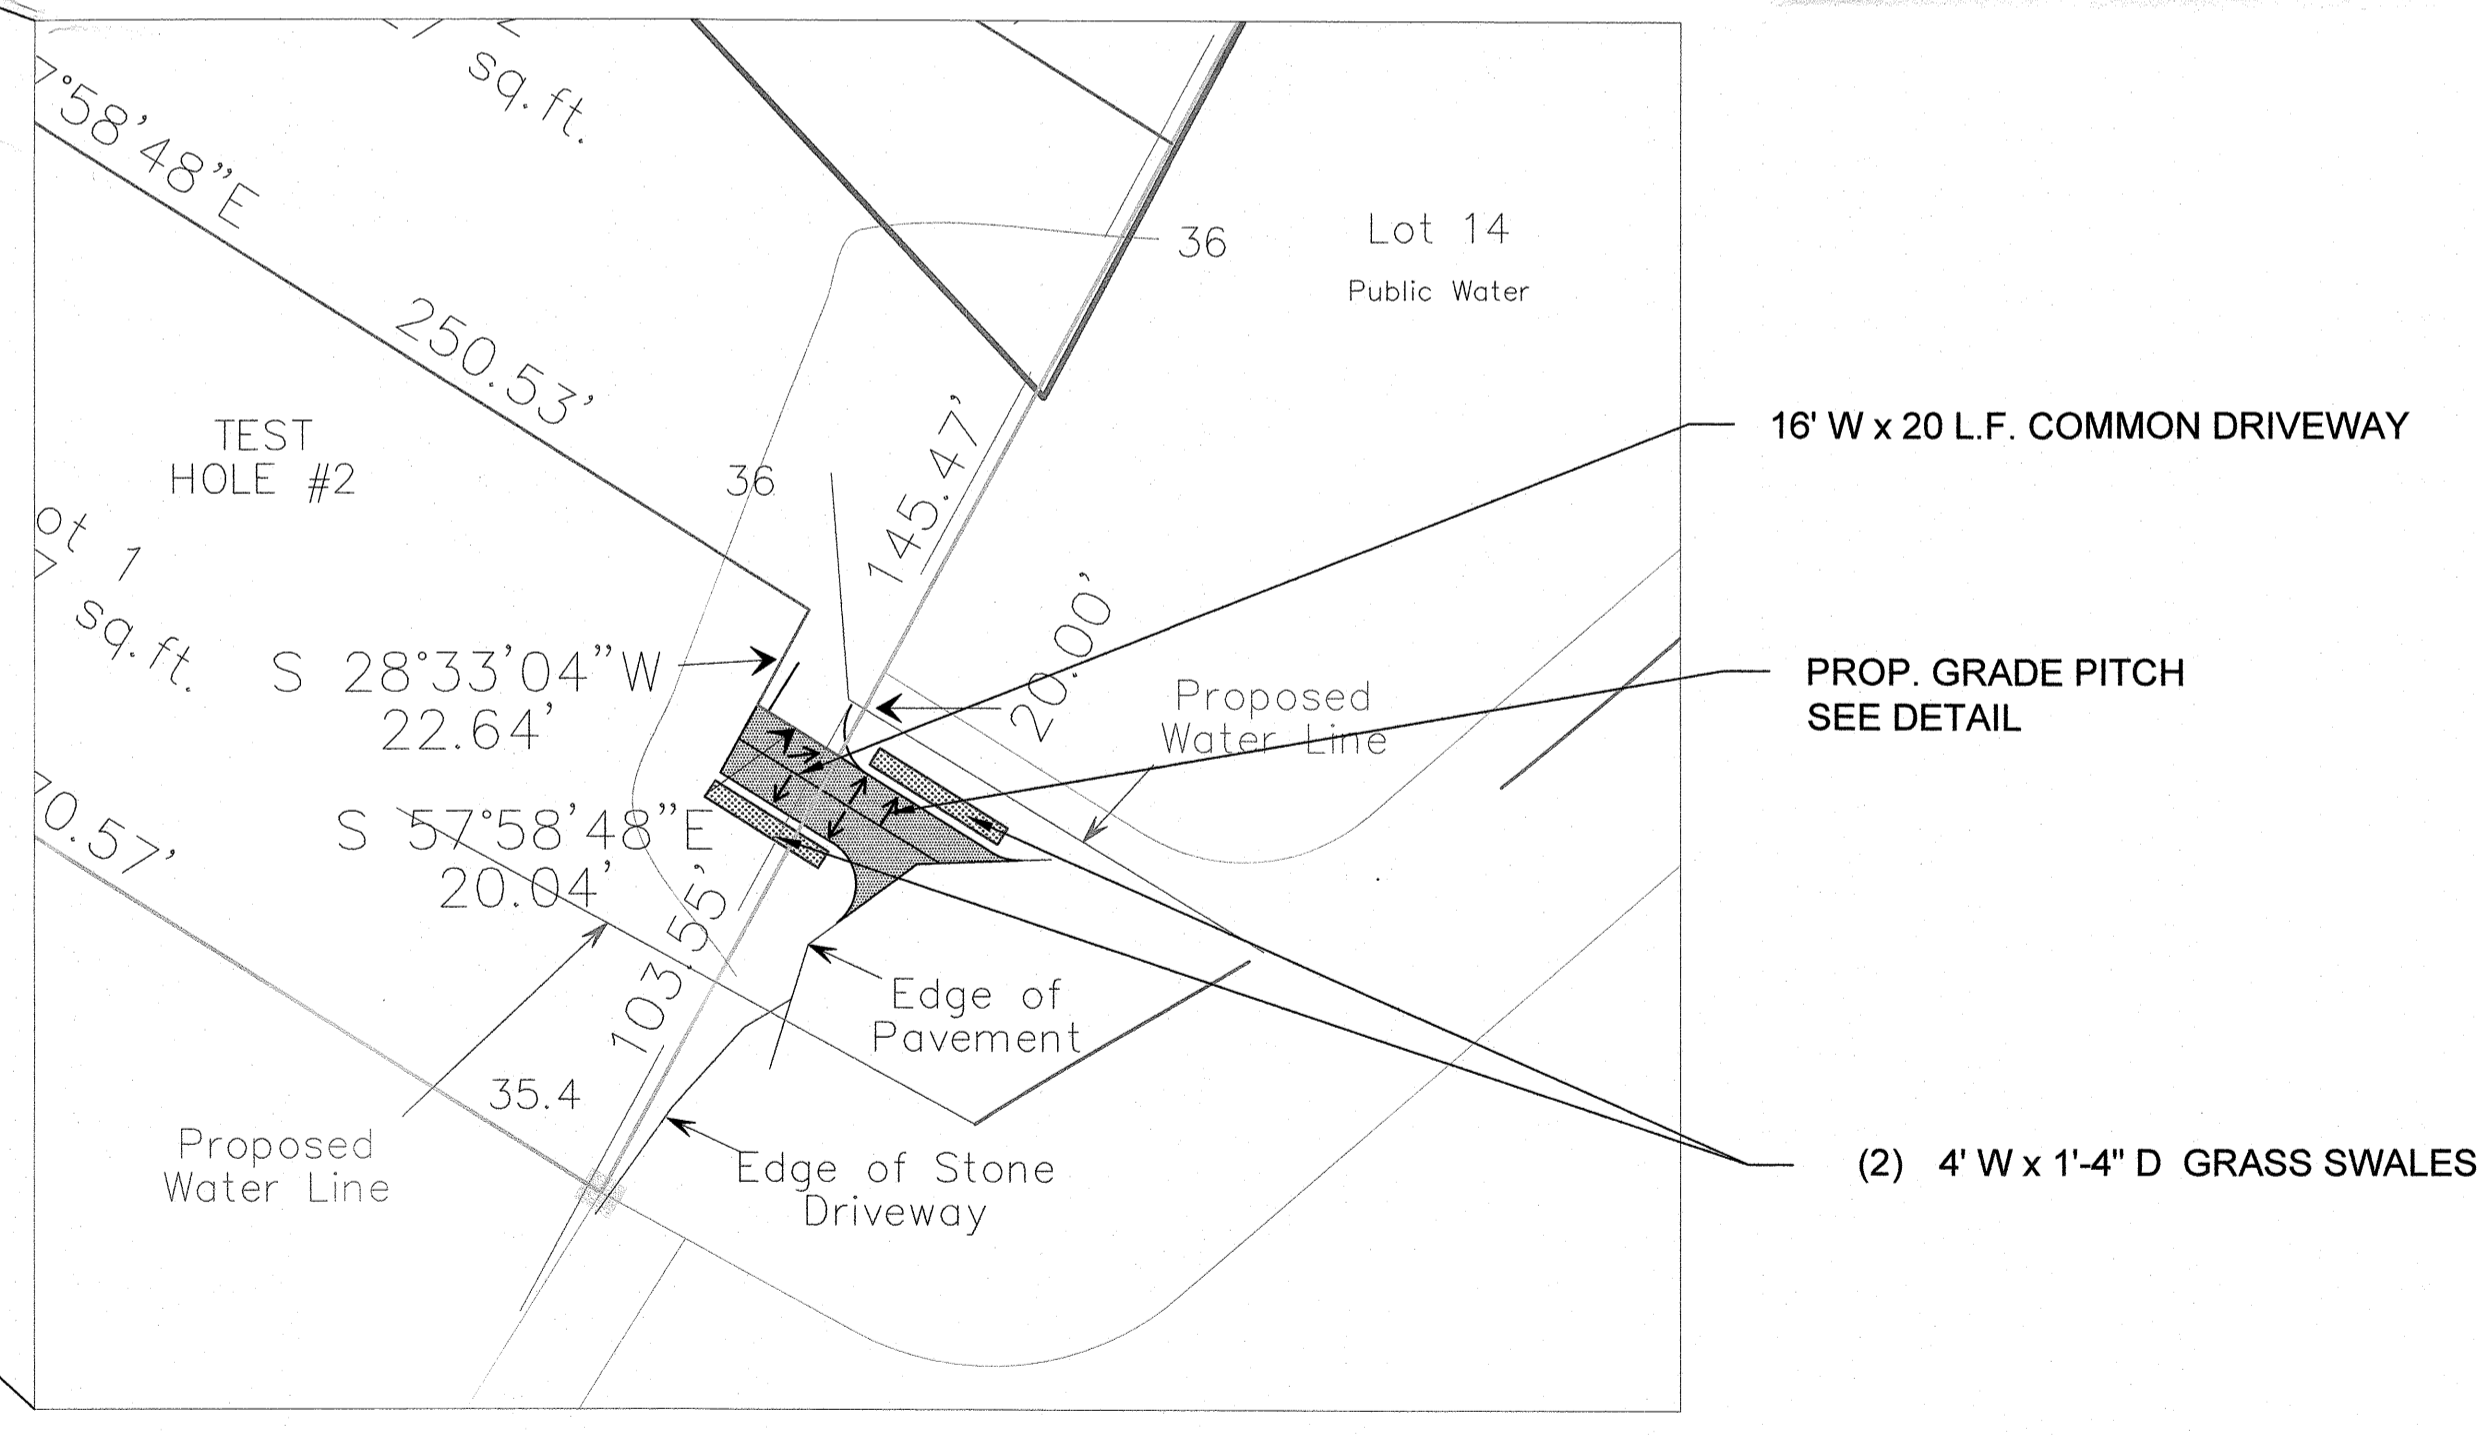 sq.ft.
7°58'48"E
250.53'
36
Lot 14
Public Water
TEST
HOLE #2
36
145.47'
16' W x 20 L.F. COMMON DRIVEWAY
ot 1
7 sq.ft.
S 28°33'04"W
22.64'
20.00'
Proposed
Water Line
PROP. GRADE PITCH
SEE DETAIL
S 57°58'48"E
20.04'
70.57'
103.55'
Edge of
Pavement
35.4
Proposed
Water Line
Edge of Stone
Driveway
(2) 4' W x 1'-4" D GRASS SWALES